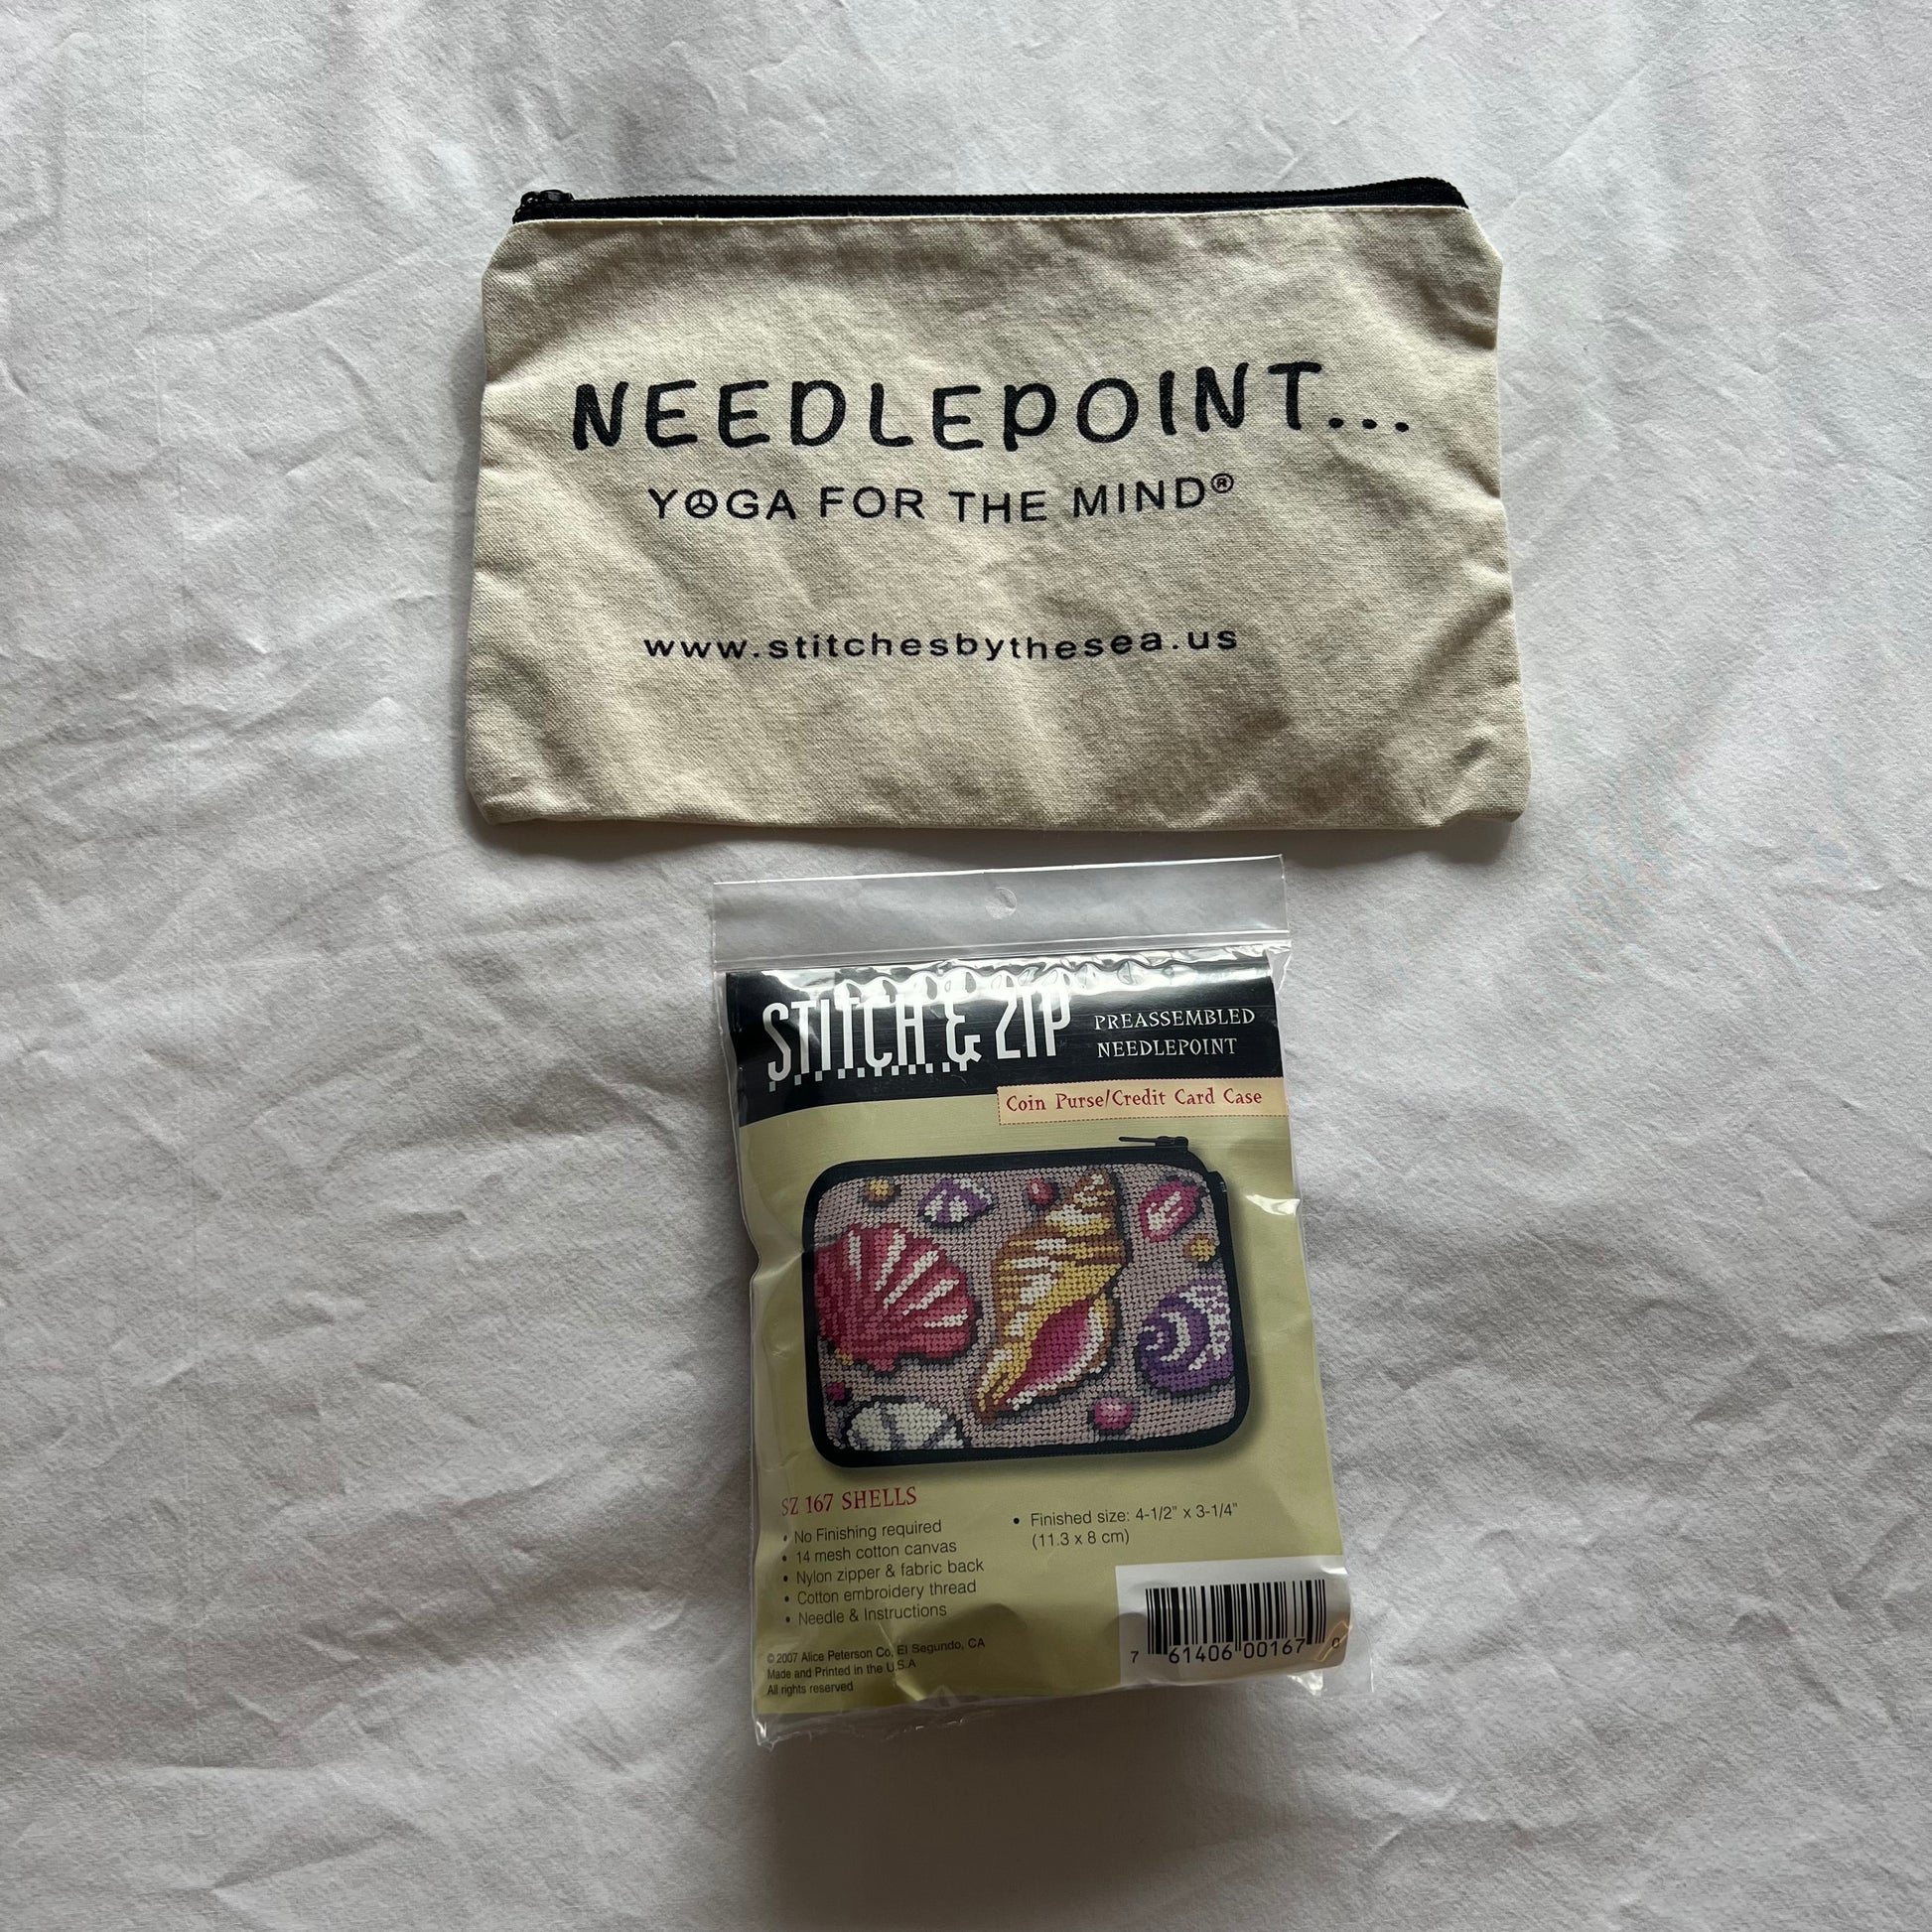 NEEDLEPOINT...
YOGA FOR THE MIND®
www.stitchesbythesea.us
STITCH & ZIP
PREASSEMBLED
NEEDLEPOINT
Coin Purse/Credit Card Case
SZ 167 SHELLS
• No Finishing required
• 14 mesh cotton canvas
• Nylon zipper & fabric back
• Cotton embroidery thread
• Needle & Instructions
• Finished size: 4-1/2" x 3-1/4"
(11.3 x 8 cm)
© 2007 Alice Peterson Co. El Segundo, CA
Made and Printed in the U.S.A
All rights reserved
7 61406 00167 0